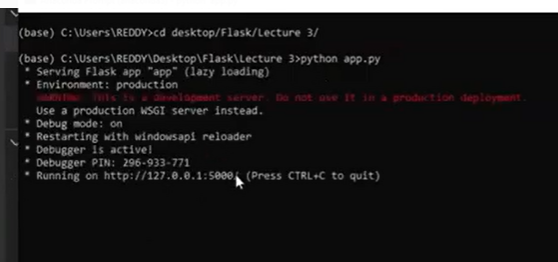 (base) C:\Users\REDDY>cd desktop/Flask/Lecture 3/
(base) C:\Users\REDDY\Desktop\Flask\Lecture 3>python app.py
* Serving Flask app "app" (lazy loading)
* Environment: production
WARNING: This is a development server. Do not use it in a production deployment.
Use a production WSGI server instead.
* Debug mode: on
* Restarting with windowsapi reloader
* Debugger is active!
* Debugger PIN: 296-933-771
* Running on http://127.0.0.1:5000/ (Press CTRL+C to quit)